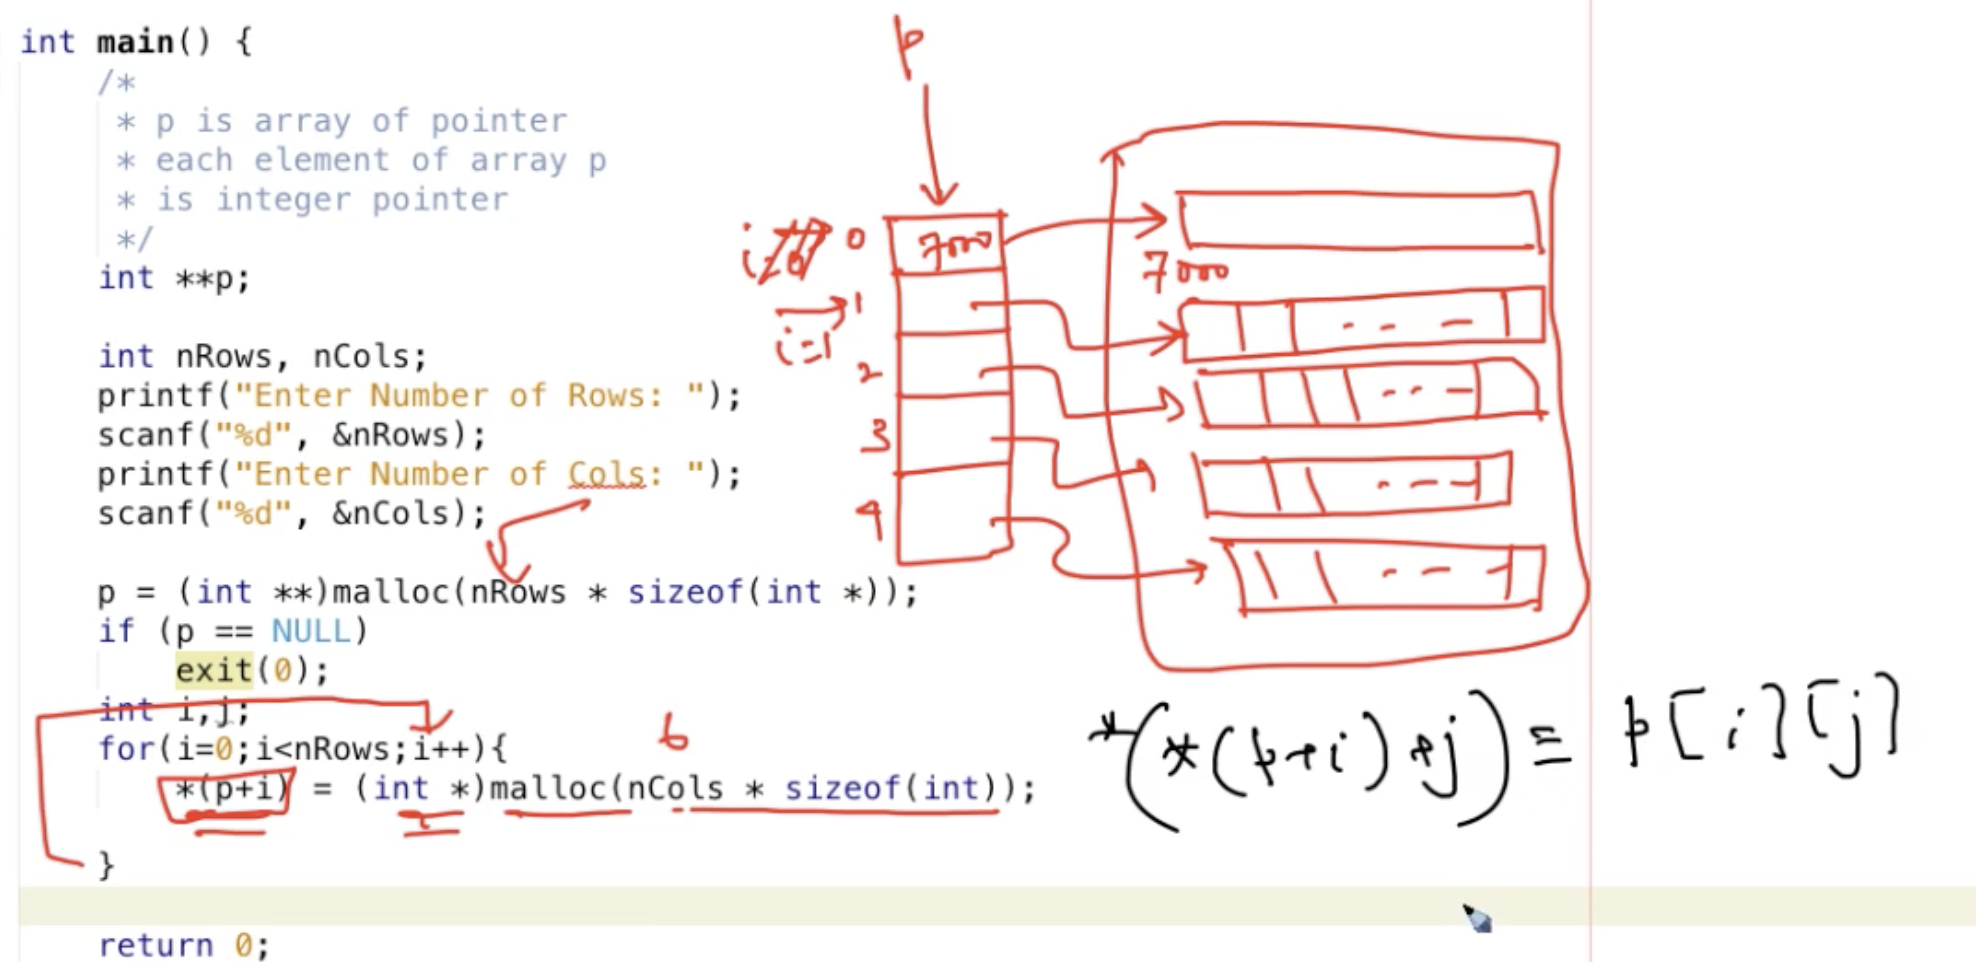 int main() {
/*
* p is array of pointer
* each element of array p
* is integer pointer
*/
int **p;
int nRows, nCols;
printf("Enter Number of Rows: ");
scanf("%d", &nRows);
printf("Enter Number of Cols: ");
scanf("%d", &nCols);
p = (int **)malloc(nRows * sizeof(int *));
if (p == NULL)
exit(0);
int i,j;
for(i=0;i<nRows;i++){
*(p+i) = (int *)malloc(nCols * sizeof(int));
}
return 0;
p
0
7000
7000
1
i=1
2
3
4
6
*(*(p+i)+j) ≡ p[i][j]